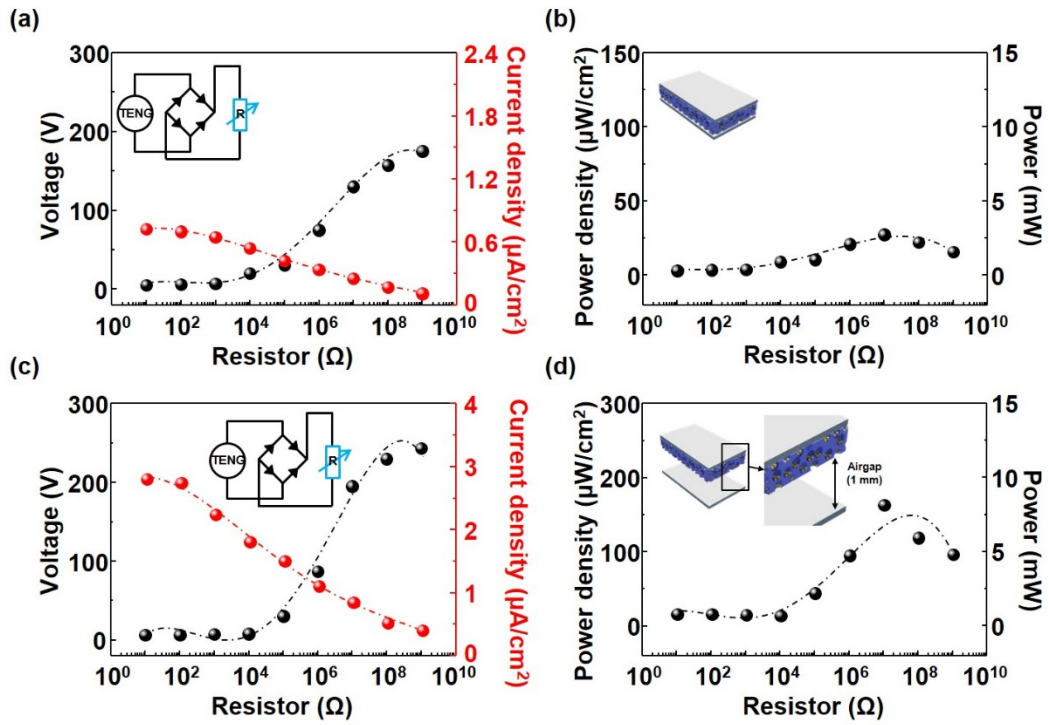 (a)
300
200
100
0
Voltage (V)
2.4
1.8
1.2
0.6
0
Current density (µA/cm²)
TENG
R
10⁰ 10² 10⁴ 10⁶ 10⁸ 10¹⁰
Resistor (Ω)
(b)
150
100
50
0
Power density (µW/cm²)
15
10
5
0
Power (mW)
10⁰ 10² 10⁴ 10⁶ 10⁸ 10¹⁰
Resistor (Ω)
(c)
300
200
100
0
Voltage (V)
4
3
2
1
0
Current density (µA/cm²)
TENG
R
10⁰ 10² 10⁴ 10⁶ 10⁸ 10¹⁰
Resistor (Ω)
(d)
300
200
100
0
Power density (µW/cm²)
15
10
5
0
Power (mW)
Airgap
(1 mm)
10⁰ 10² 10⁴ 10⁶ 10⁸ 10¹⁰
Resistor (Ω)